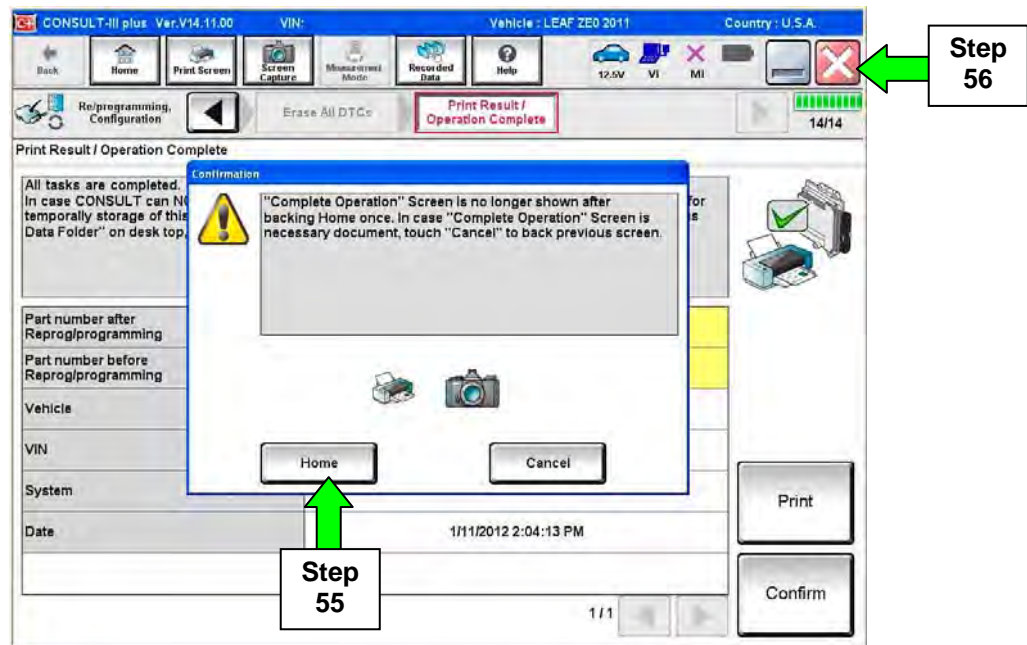 CONSULT-III plus Ver.V14.11.00 VIN: Vehicle : LEAF ZE0 2011 Country : U.S.A.
Back Home Print Screen Screen Capture Measurement Mode Recorded Data Help 12.5V VI MI
Step
56
Re/programming, Configuration Erase All DTCs Print Result / Operation Complete 14/14
Print Result / Operation Complete
All tasks are completed.
In case CONSULT can N for
temporally storage of this s
Data Folder" on desk top,
Confirmation
"Complete Operation" Screen is no longer shown after
backing Home once. In case "Complete Operation" Screen is
necessary document, touch "Cancel" to back previous screen.
Home Cancel
Part number after
Reprog/programming
Part number before
Reprog/programming
Vehicle
VIN
System
Date 1/11/2012 2:04:13 PM
Print
Step
55
1/1
Confirm